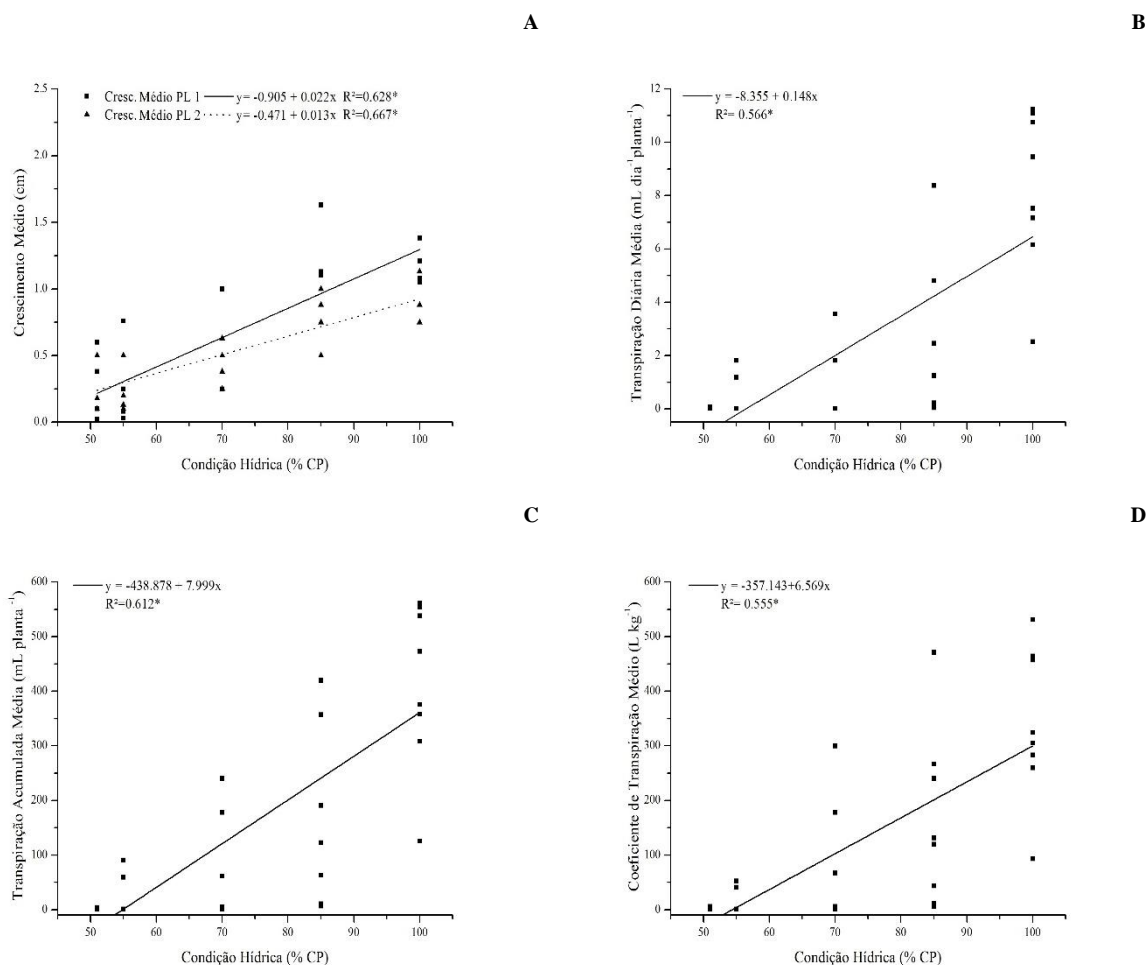 A
B
Cresc. Médio PL 1 y= -0.905 + 0.022x R²=0.628*
Cresc. Médio PL 2 y= -0.471 + 0.013x R²=0.667*
2.5
2.0
1.5
1.0
0.5
0.0
Crescimento Médio (cm)
50 60 70 80 90 100
Condição Hídrica (% CP)
y = -8.355 + 0.148x
R²= 0.566*
12
10
8
6
4
2
0
Transpiração Diária Média (mL dia⁻¹planta⁻¹)
50 60 70 80 90 100
Condição Hídrica (% CP)
C
D
y = -438.878 + 7.999x
R²=0.612*
600
500
400
300
200
100
0
Transpiração Acumulada Média (mL planta ⁻¹)
50 60 70 80 90 100
Condição Hídrica (% CP)
y = -357.143+6.569x
R²= 0.555*
600
500
400
300
200
100
0
Coeficiente de Transpiração Médio (L kg⁻¹)
50 60 70 80 90 100
Condição Hídrica (% CP)